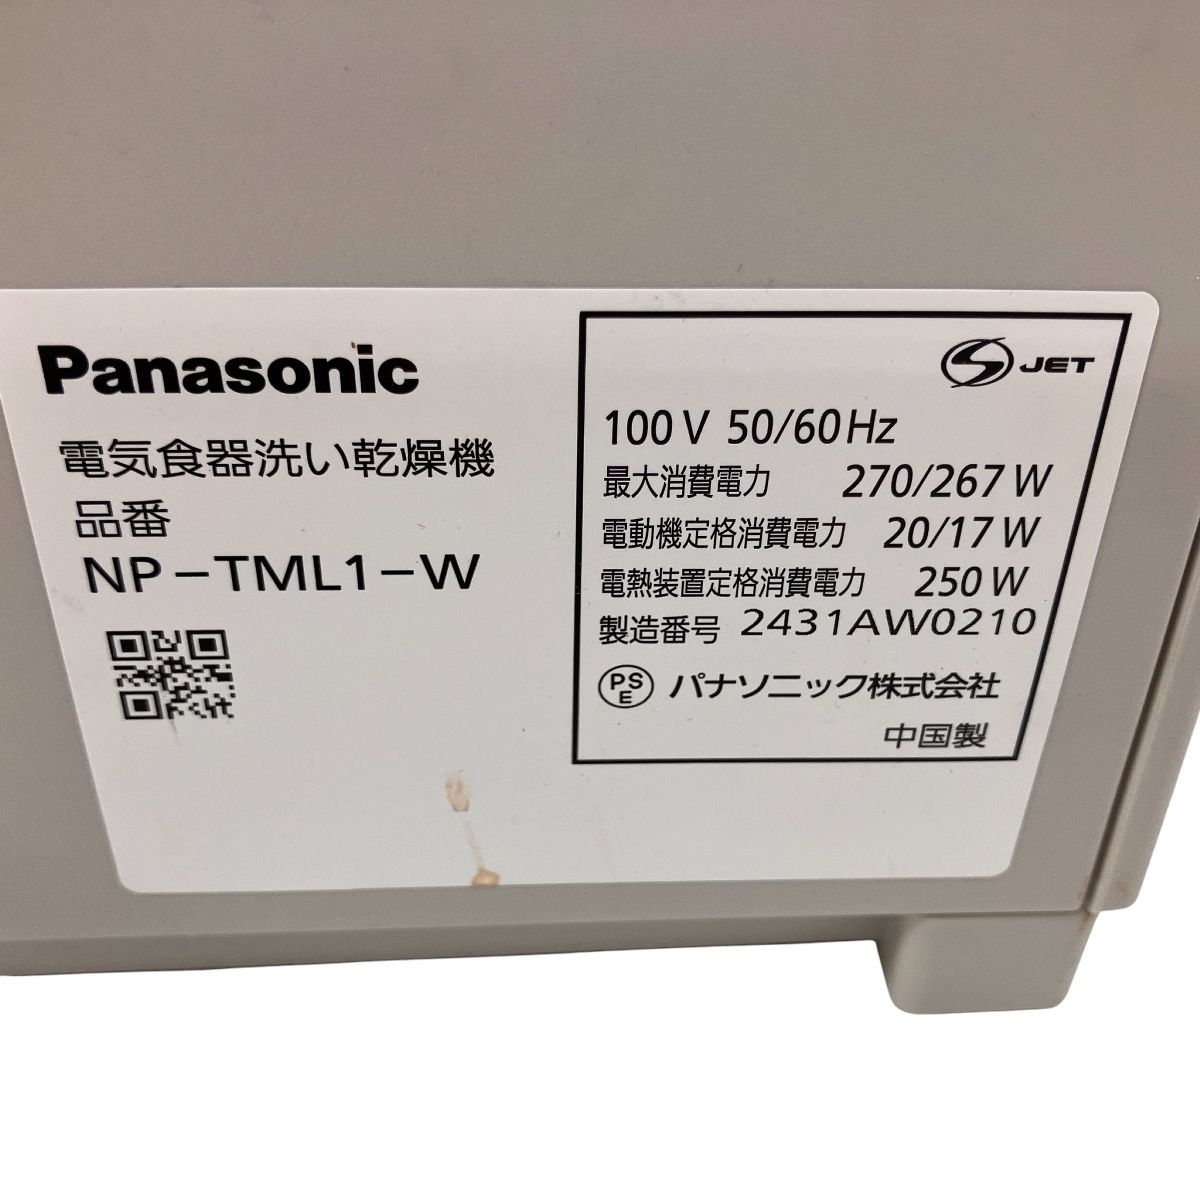 Panasonic
電気食器洗い乾燥機
品番
NP-TML1-W
S JET
100V 50/60Hz
最大消費電力 270/267W
電動機定格消費電力 20/17W
電熱装置定格消費電力 250W
製造番号 2431AW0210
PSE パナソニック株式会社
中国製